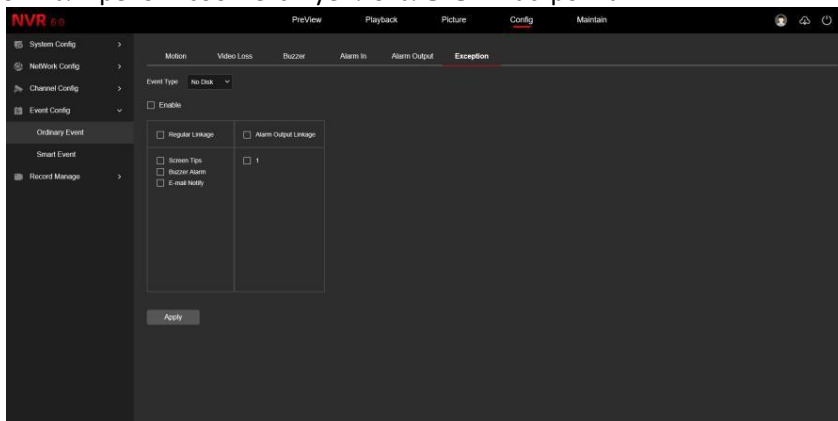 NVR 6.0 PreView Playback Picture Config Maintain
System Config
NetWork Config
Channel Config
Event Config
Ordinary Event
Smart Event
Record Manage
Motion Video Loss Buzzer Alarm In Alarm Output Exception
Event Type No Disk
Enable
Regular Linkage Alarm Output Linkage
Screen Tips 1
Buzzer Alarm
E-mail Notify
Apply